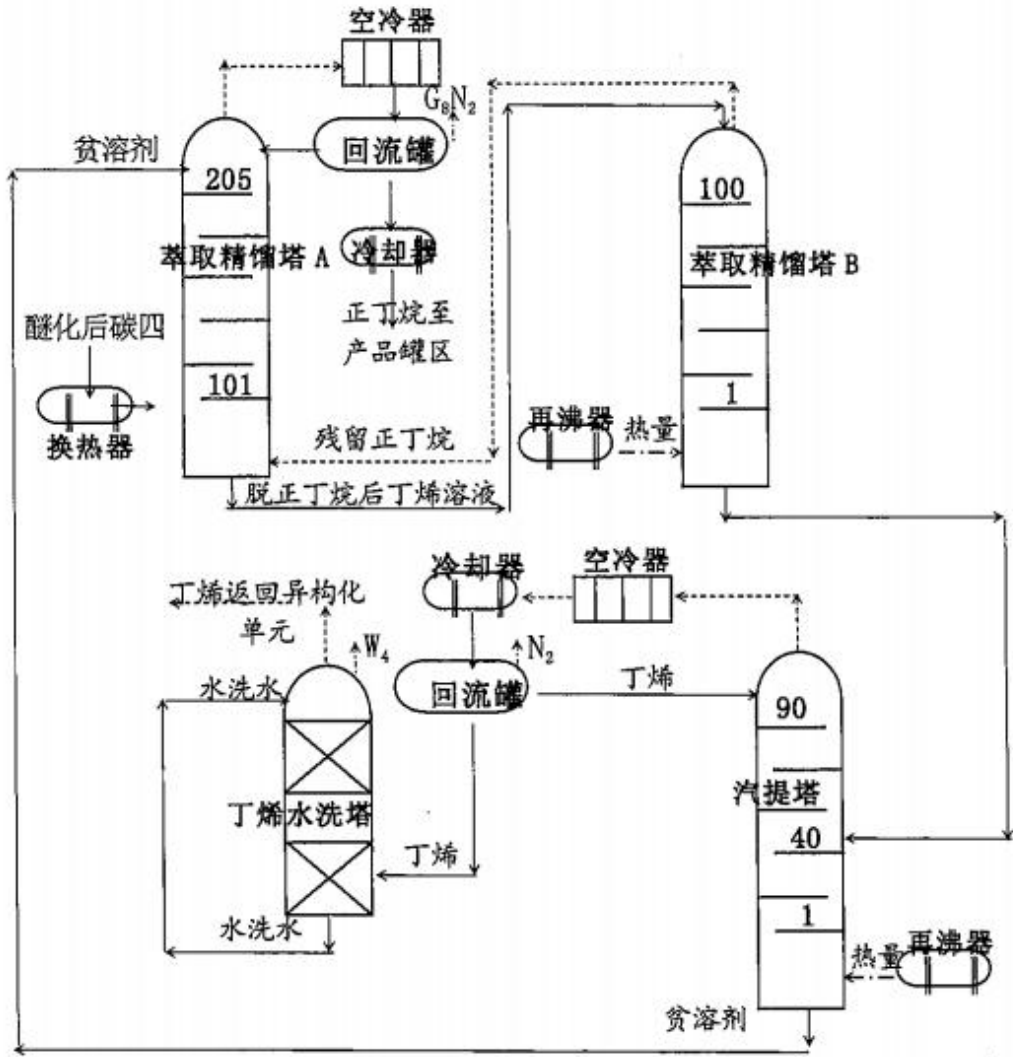 空冷器
G₈N₂
贫溶剂
回流罐
205
100
萃取精馏塔 A
冷却器
萃取精馏塔 B
醚化后碳四
正丁烷至
产品罐区
101
1
换热器
残留正丁烷
再沸器
热量
脱正丁烷后丁烯溶液
冷却器
空冷器
丁烯返回异构化
单元
W₄
N₂
水洗水
回流罐
丁烯
90
丁烯水洗塔
汽提塔
40
丁烯
1
水洗水
热量
再沸器
贫溶剂